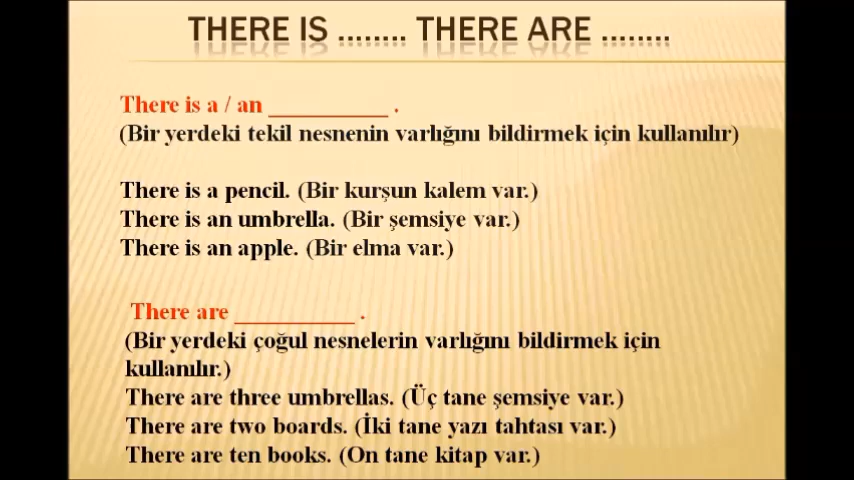 THERE IS ........ THERE ARE ........
There is a / an __________ .
(Bir yerdeki tekil nesnenin varlığını bildirmek için kullanılır)
There is a pencil. (Bir kurşun kalem var.)
There is an umbrella. (Bir şemsiye var.)
There is an apple. (Bir elma var.)
There are __________ .
(Bir yerdeki çoğul nesnelerin varlığını bildirmek için
kullanılır.)
There are three umbrellas. (Üç tane şemsiye var.)
There are two boards. (İki tane yazı tahtası var.)
There are ten books. (On tane kitap var.)